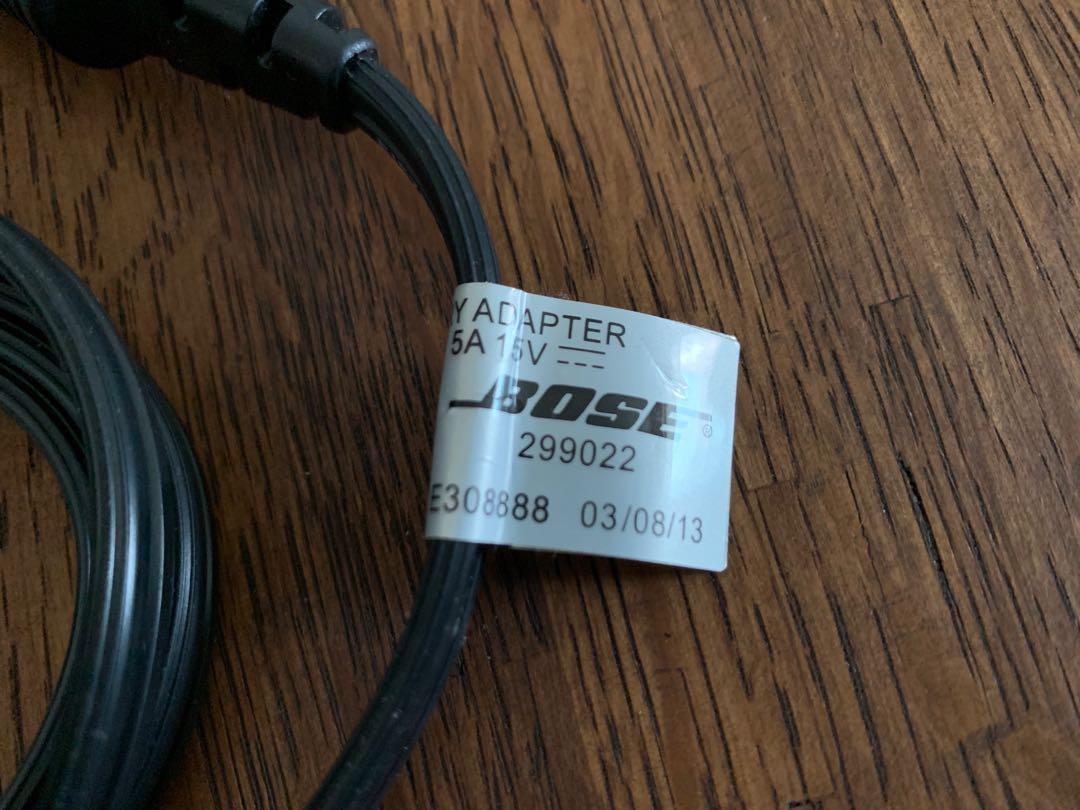 Y ADAPTER
5A 15V
BOSE®
299022
E308888 03/08/13